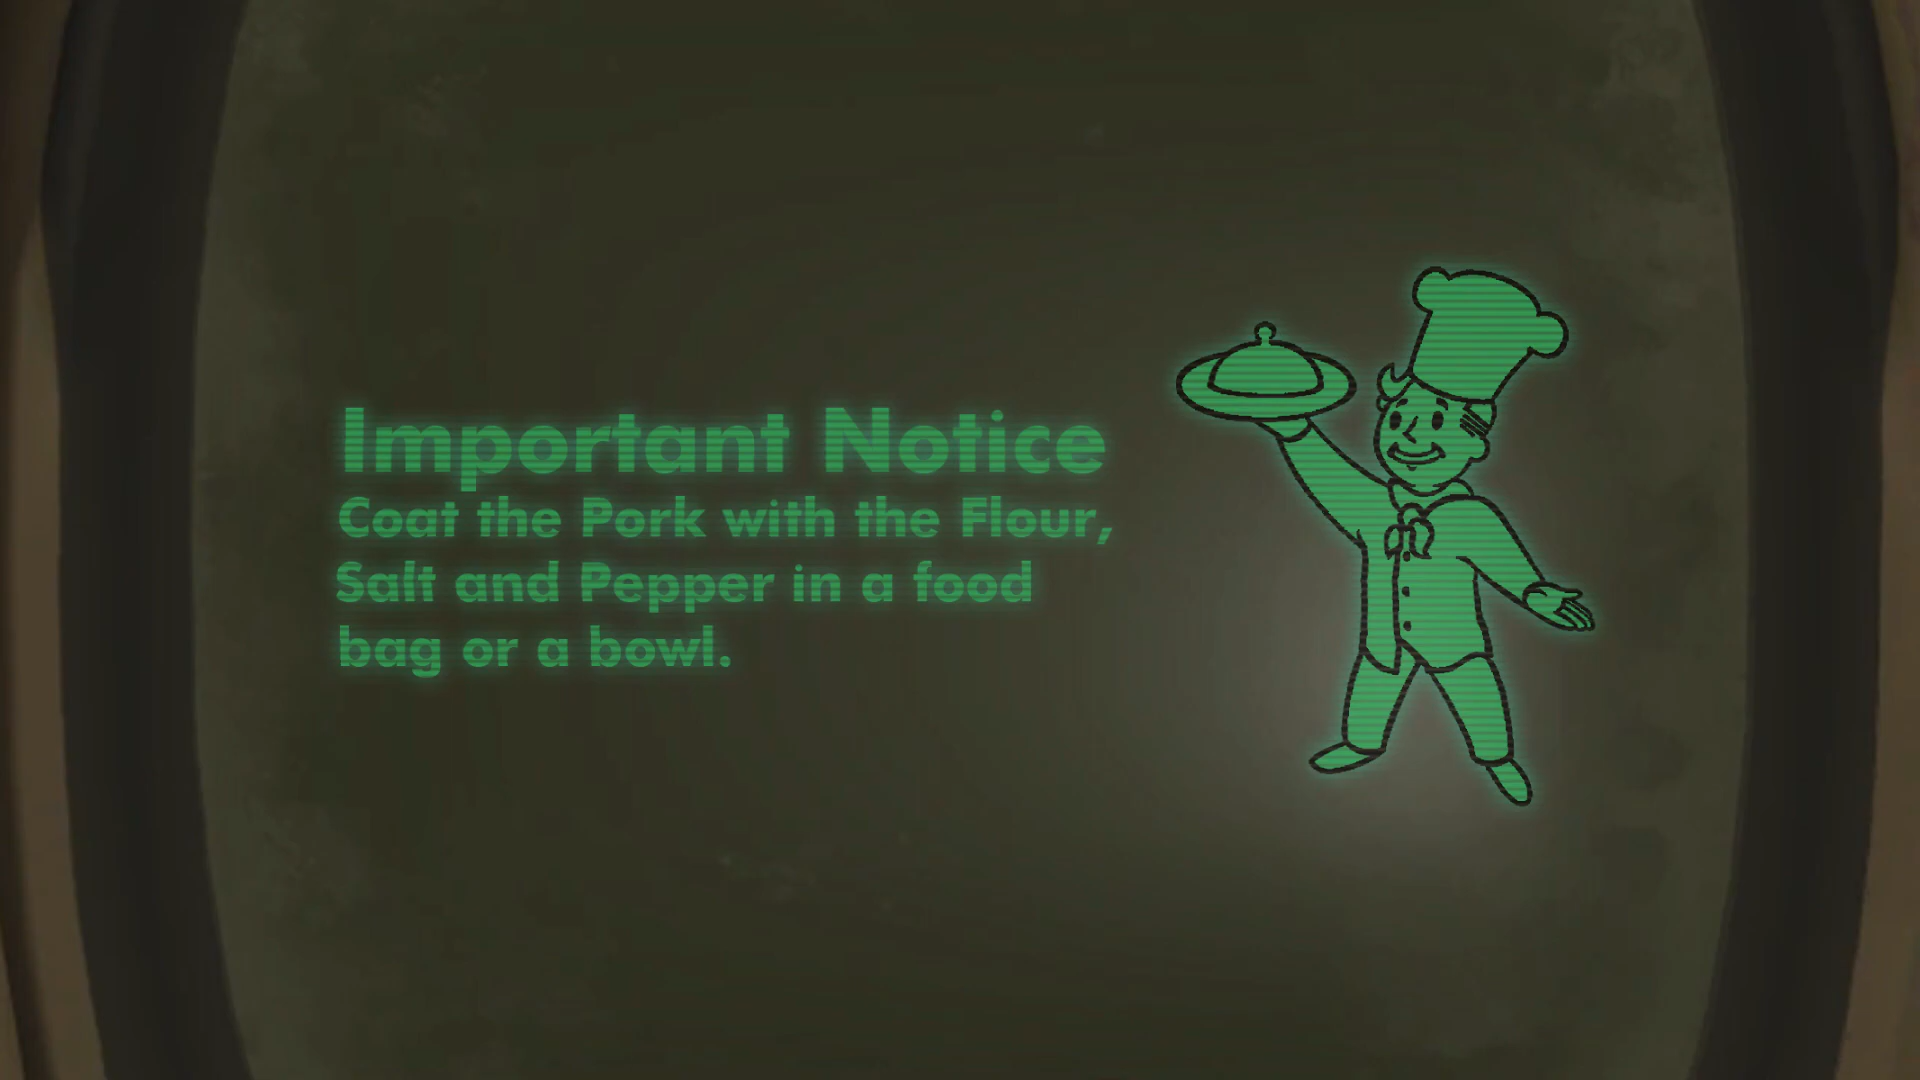 Important Notice
Coat the Pork with the Flour,
Salt and Pepper in a food
bag or a bowl.